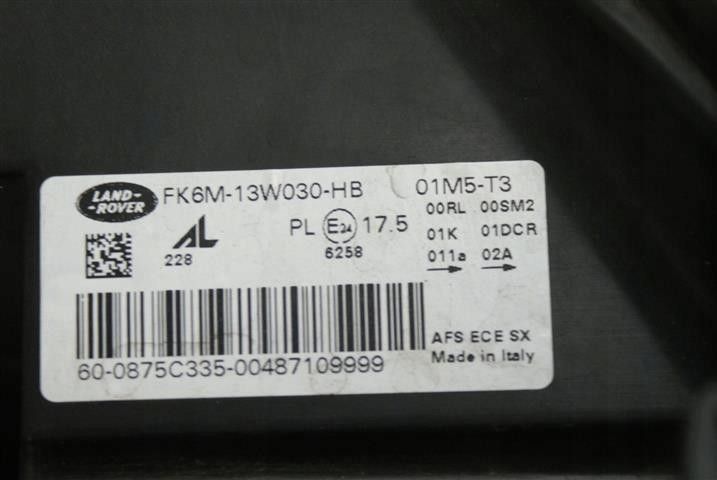 LAND-
-ROVER
FK6M-13W030-HB 01M5-T3
AL
228
PL E24 17.5
6258
00RL 00SM2
01K 01DCR
011a 02A
AFS ECE SX
60-0875C335-00487109999
Made in Italy